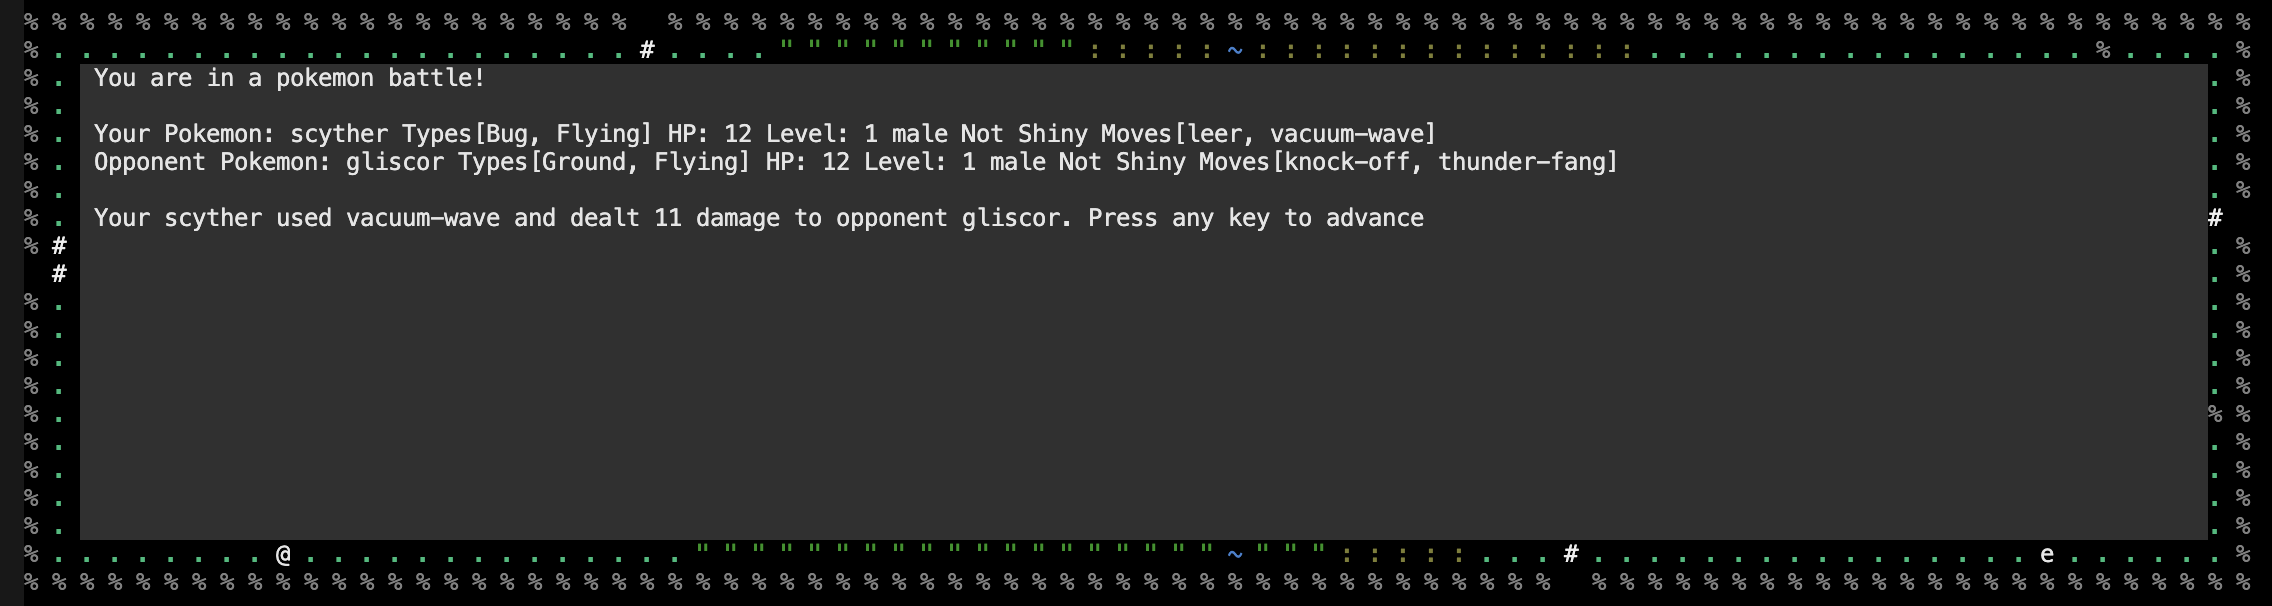 % % % % % % % % % % % % % % % % % % % % % %   % % % % % % % % % % % % % % % % % % % % % % % % % % % % % % % % % % % % % % % % % % % % % % % % %
% . . . . . . . . . . . . . . . . . . . . . # . . . . " " " " " " " " " " " : : : : : ~ : : : : : : : : : : : : : : . . . . . . . . . . . . . . . . % . . . . %
% . You are in a pokemon battle! . %
% . . %
% . Your Pokemon: scyther Types[Bug, Flying] HP: 12 Level: 1 male Not Shiny Moves[leer, vacuum-wave] . %
% . Opponent Pokemon: gliscor Types[Ground, Flying] HP: 12 Level: 1 male Not Shiny Moves[knock-off, thunder-fang] . %
% . . %
% . Your scyther used vacuum-wave and dealt 11 damage to opponent gliscor. Press any key to advance #
% # . %
# . %
% . . %
% . . %
% . . %
% . . %
% . % %
% . . %
% . . %
% . . %
% . . %
% . . . . . . . . @ . . . . . . . . . . . . . . " " " " " " " " " " " " " " " " " " " ~ " " " : : : : : . . . # . . . . . . . . . . . . . . . . e . . . . . . %
% % % % % % % % % % % % % % % % % % % % % % % % % % % % % % % % % % % % % % % % % % % % % % % % % % % % % % %   % % % % % % % % % % % % % % % % % % % % % % % %